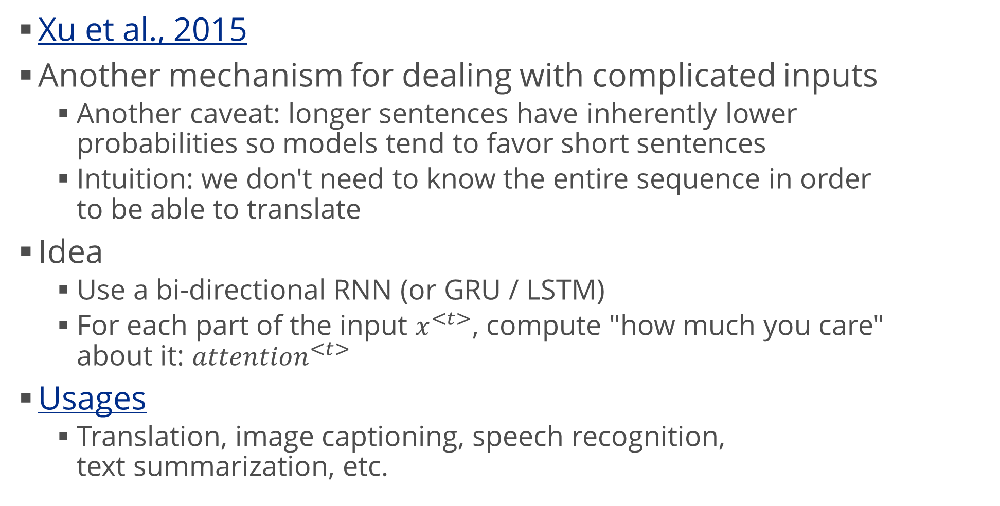 ▪ Xu et al., 2015
▪ Another mechanism for dealing with complicated inputs
▪ Another caveat: longer sentences have inherently lower
probabilities so models tend to favor short sentences
▪ Intuition: we don't need to know the entire sequence in order
to be able to translate
▪ Idea
▪ Use a bi-directional RNN (or GRU / LSTM)
▪ For each part of the input x^<t>, compute "how much you care"
about it: attention^<t>
▪ Usages
▪ Translation, image captioning, speech recognition,
text summarization, etc.